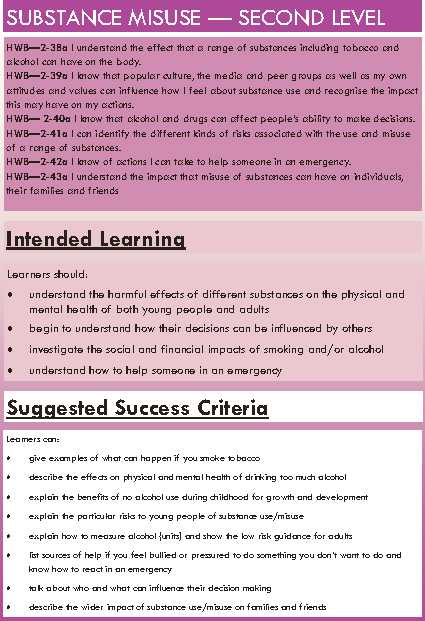 SUBSTANCE MISUSE — SECOND LEVEL
HWB—2-38a I understand the effect that a range of substances including tobacco and
alcohol can have on the body.
HWB—2-39a I know that popular culture, the media and peer groups as well as my own
attitudes and values can influence how I feel about substance use and recognise the impact
this may have on my actions.
HWB— 2-40a I know that alcohol and drugs can affect people's ability to make decisions.
HWB—2-41a I can identify the different kinds of risks associated with the use and misuse
of a range of substances.
HWB—2-42a I know of actions I can take to help someone in an emergency.
HWB—2-43a I understand the impact that misuse of substances can have on individuals,
their families and friends
Intended Learning
Learners should:
• understand the harmful effects of different substances on the physical and
mental health of both young people and adults
• begin to understand how their decisions can be influenced by others
• investigate the social and financial impacts of smoking and/or alcohol
• understand how to help someone in an emergency
Suggested Success Criteria
Learners can:
• give examples of what can happen if you smoke tobacco
• describe the effects on physical and mental health of drinking too much alcohol
• explain the benefits of no alcohol use during childhood for growth and development
• explain the particular risks to young people of substance use/misuse
• explain how to measure alcohol (units) and show the low risk guidance for adults
• list sources of help if you feel bullied or pressured to do something you don't want to do and
know how to react in an emergency
• talk about who and what can influence their decision making
• describe the wider impact of substance use/misuse on families and friends